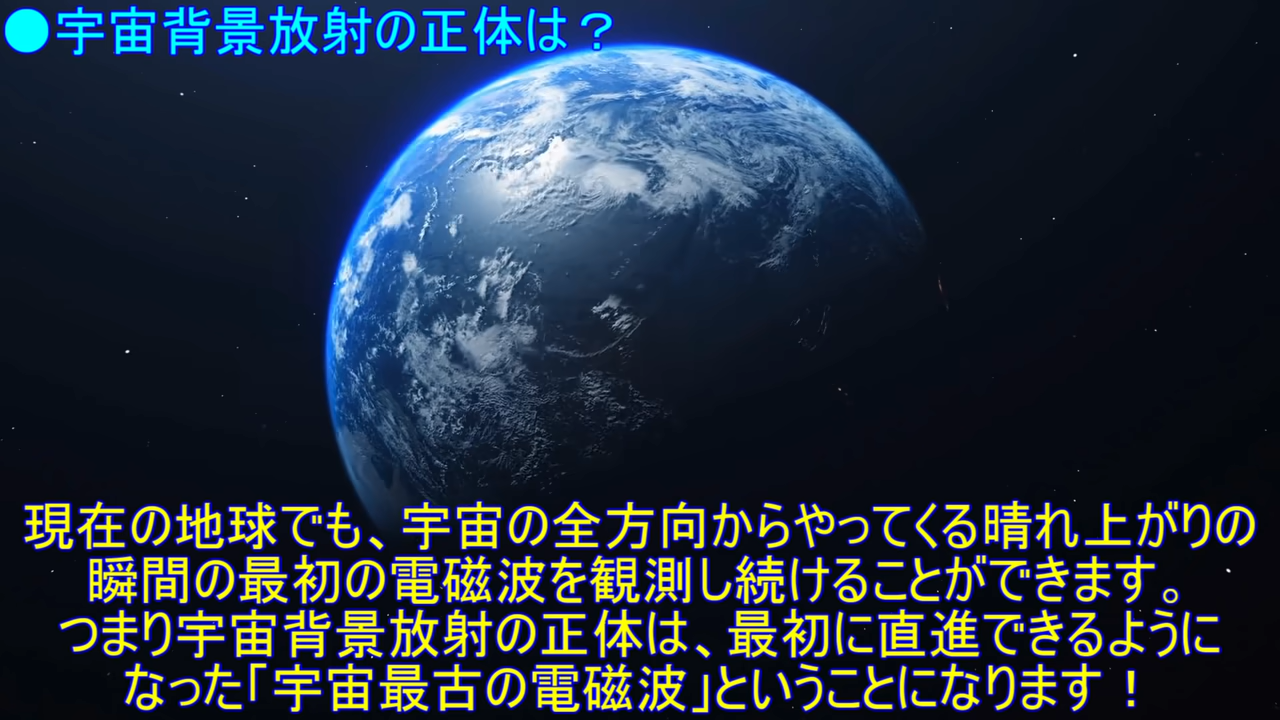 ●宇宙背景放射の正体は？
現在の地球でも、宇宙の全方向からやってくる晴れ上がりの
瞬間の最初の電磁波を観測し続けることができます。
つまり宇宙背景放射の正体は、最初に直進できるように
なった「宇宙最古の電磁波」ということになります！